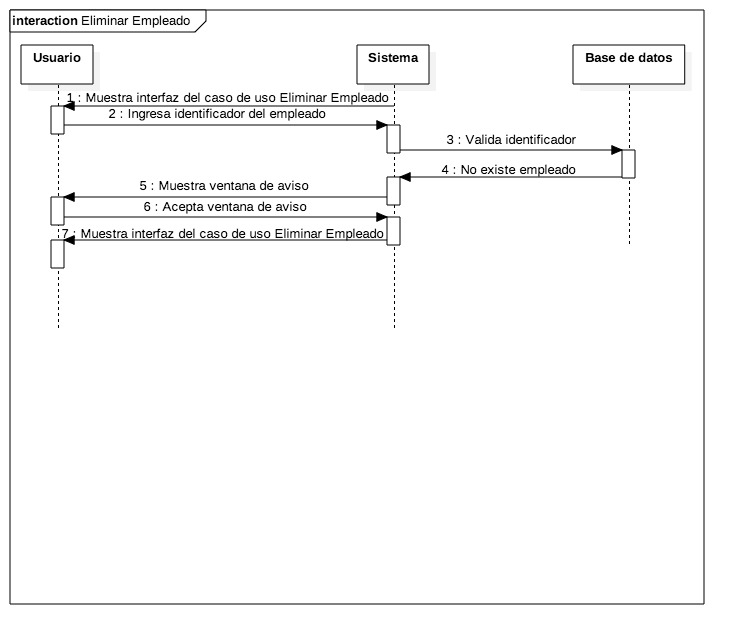 interaction Eliminar Empleado
Usuario
Sistema
Base de datos
1 : Muestra interfaz del caso de uso Eliminar Empleado
2 : Ingresa identificador del empleado
3 : Valida identificador
4 : No existe empleado
5 : Muestra ventana de aviso
6 : Acepta ventana de aviso
7 : Muestra interfaz del caso de uso Eliminar Empleado